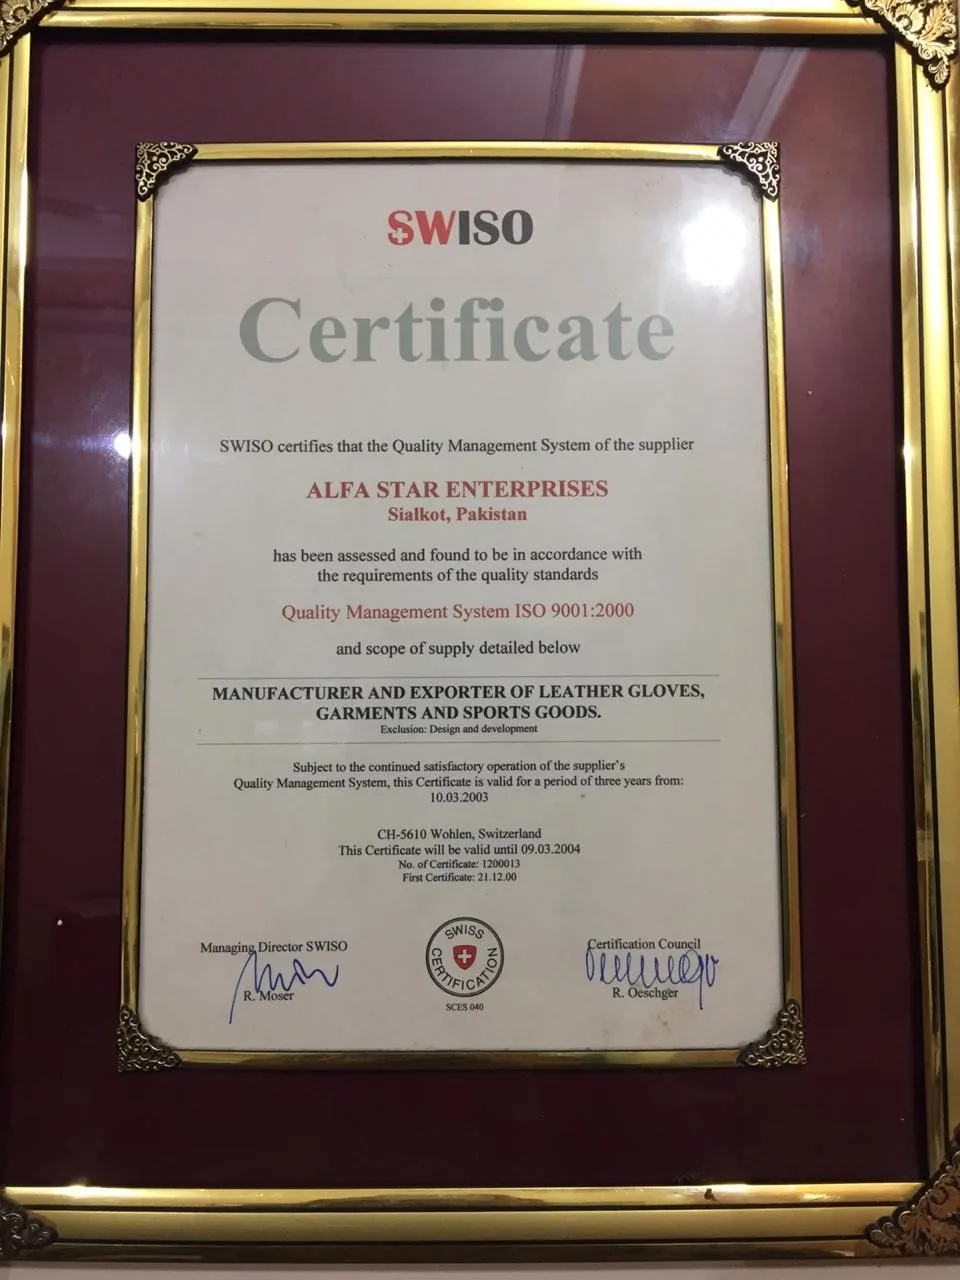 SWISO
Certificate
SWISO certifies that the Quality Management System of the supplier
ALFA STAR ENTERPRISES
Sialkot, Pakistan
has been assessed and found to be in accordance with
the requirements of the quality standards
Quality Management System ISO 9001:2000
and scope of supply detailed below
MANUFACTURER AND EXPORTER OF LEATHER GLOVES,
GARMENTS AND SPORTS GOODS.
Exclusion: Design and development
Subject to the continued satisfactory operation of the supplier's
Quality Management System, this Certificate is valid for a period of three years from:
10.03.2003
CH-5610 Wohlen, Switzerland
This Certificate will be valid until 09.03.2004
No. of Certificate: 1200013
First Certificate: 21.12.00
Managing Director SWISO
R. Moser
SWISS
CERTIFICATION
SCES 040
Certification Council
R. Oeschger